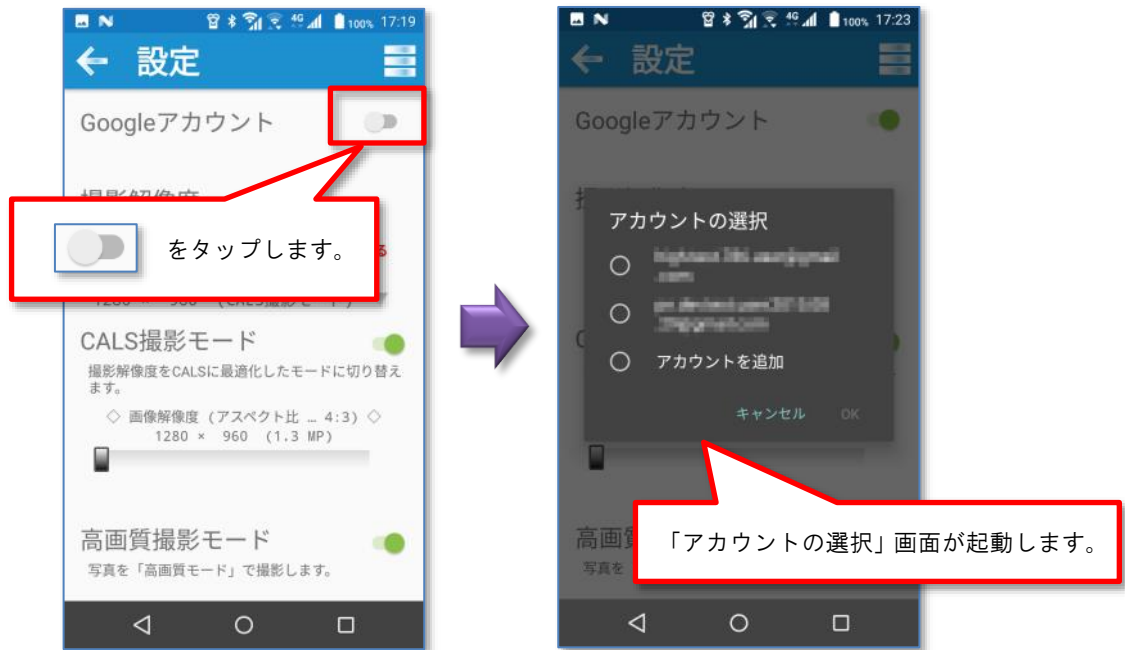 100% 17:19
設定
Googleアカウント
をタップします。
CALS撮影モード
撮影解像度をCALSに最適化したモードに切り替え
ます。
◇ 画像解像度 (アスペクト比 … 4:3) ◇
1280 × 960 (1.3 MP)
高画質撮影モード
写真を「高画質モード」で撮影します。
4G 100% 17:23
設定
Googleアカウント
アカウントの選択
.com
アカウントを追加
キャンセル OK
高画質
写真を
「アカウントの選択」画面が起動します。